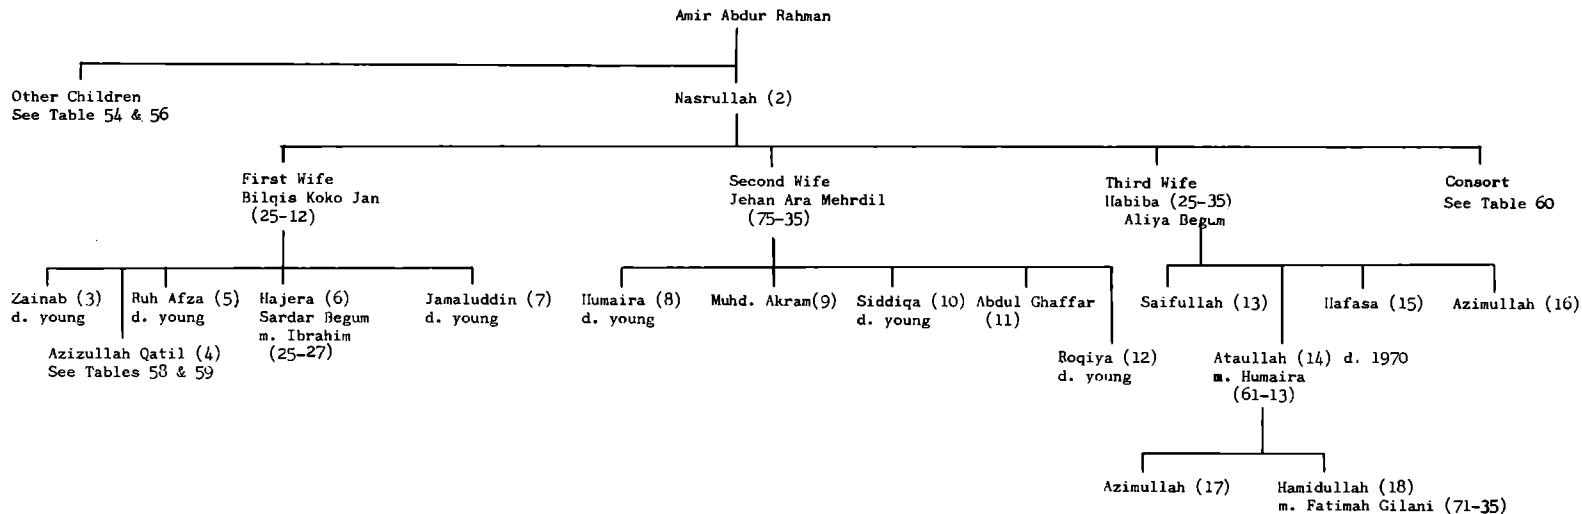 Amir Abdur Rahman
Other Children
See Table 54 & 56
Nasrullah (2)
First Wife
Bilqis Koko Jan
(25-12)
Second Wife
Jehan Ara Mehrdil
(75-35)
Third Wife
Habiba (25-35)
Aliya Begum
Consort
See Table 60
Zainab (3)
d. young
Ruh Afza (5)
d. young
Hajera (6)
Sardar Begum
m. Ibrahim
(25-27)
Jamaluddin (7)
d. young
Azizullah Qatil (4)
See Tables 58 & 59
Humaira (8)
d. young
Muhd. Akram(9)
Siddiqa (10)
d. young
Abdul Ghaffar
(11)
Roqiya (12)
d. young
Saifullah (13)
Hafasa (15)
Azimullah (16)
Ataullah (14) d. 1970
m. Humaira
(61-13)
Azimullah (17)
Hamidullah (18)
m. Fatimah Gilani (71-35)